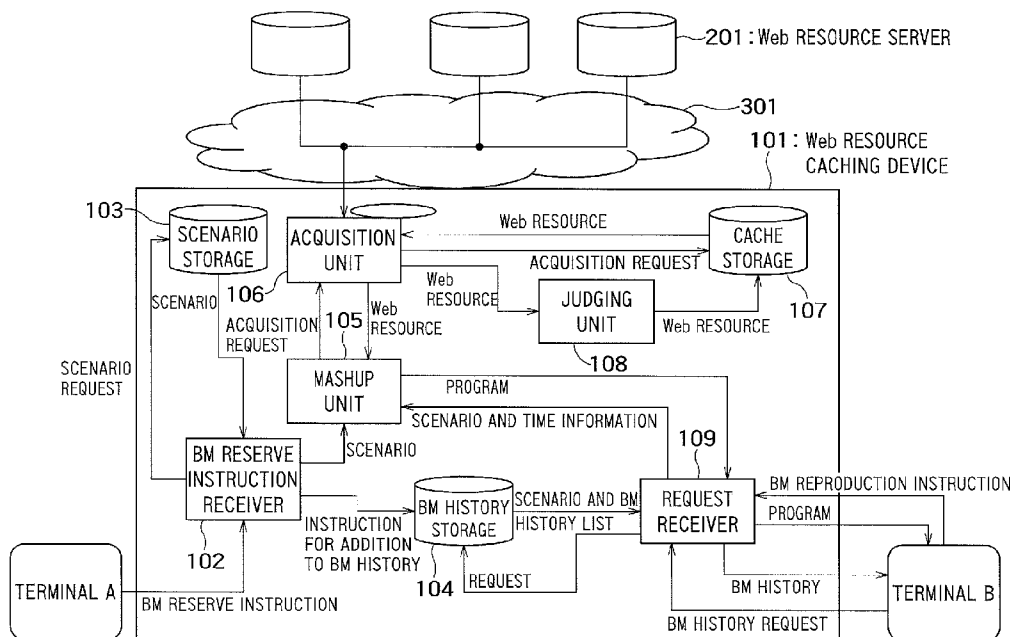 201: Web RESOURCE SERVER
301
101: Web RESOURCE
CACHING DEVICE
103
SCENARIO
STORAGE
ACQUISITION
UNIT
106
Web RESOURCE
ACQUISITION REQUEST
CACHE
STORAGE
107
SCENARIO
ACQUISITION
REQUEST
105
Web
RESOURCE
Web
RESOURCE
JUDGING
UNIT
108
Web RESOURCE
SCENARIO
REQUEST
MASHUP
UNIT
PROGRAM
SCENARIO AND TIME INFORMATION
SCENARIO
BM RESERVE
INSTRUCTION
RECEIVER
102
INSTRUCTION
FOR ADDITION
TO BM HISTORY
BM HISTORY
STORAGE
104
SCENARIO AND BM
HISTORY LIST
REQUEST
109
REQUEST
RECEIVER
BM REPRODUCTION INSTRUCTION
PROGRAM
BM HISTORY
BM HISTORY REQUEST
TERMINAL A
BM RESERVE INSTRUCTION
TERMINAL B